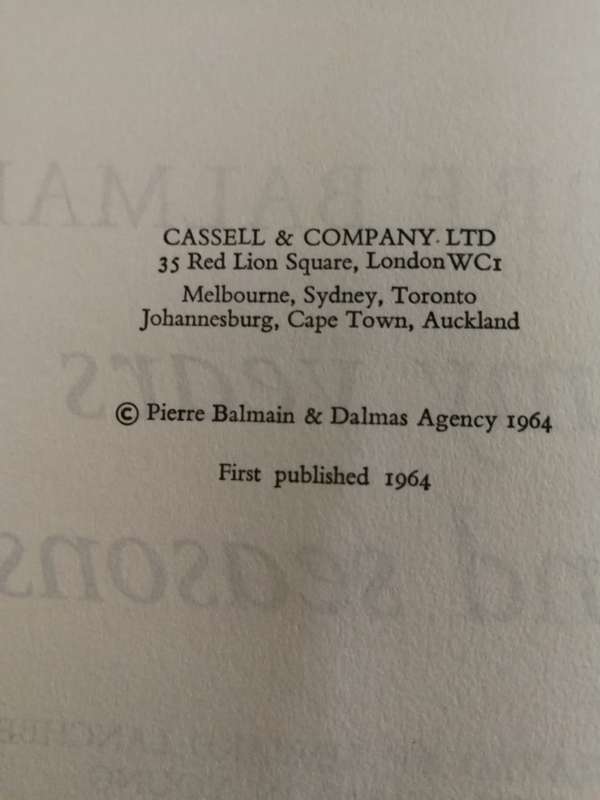 CASSELL & COMPANY LTD
35 Red Lion Square, London WC1
Melbourne, Sydney, Toronto
Johannesburg, Cape Town, Auckland
© Pierre Balmain & Dalmas Agency 1964
First published 1964